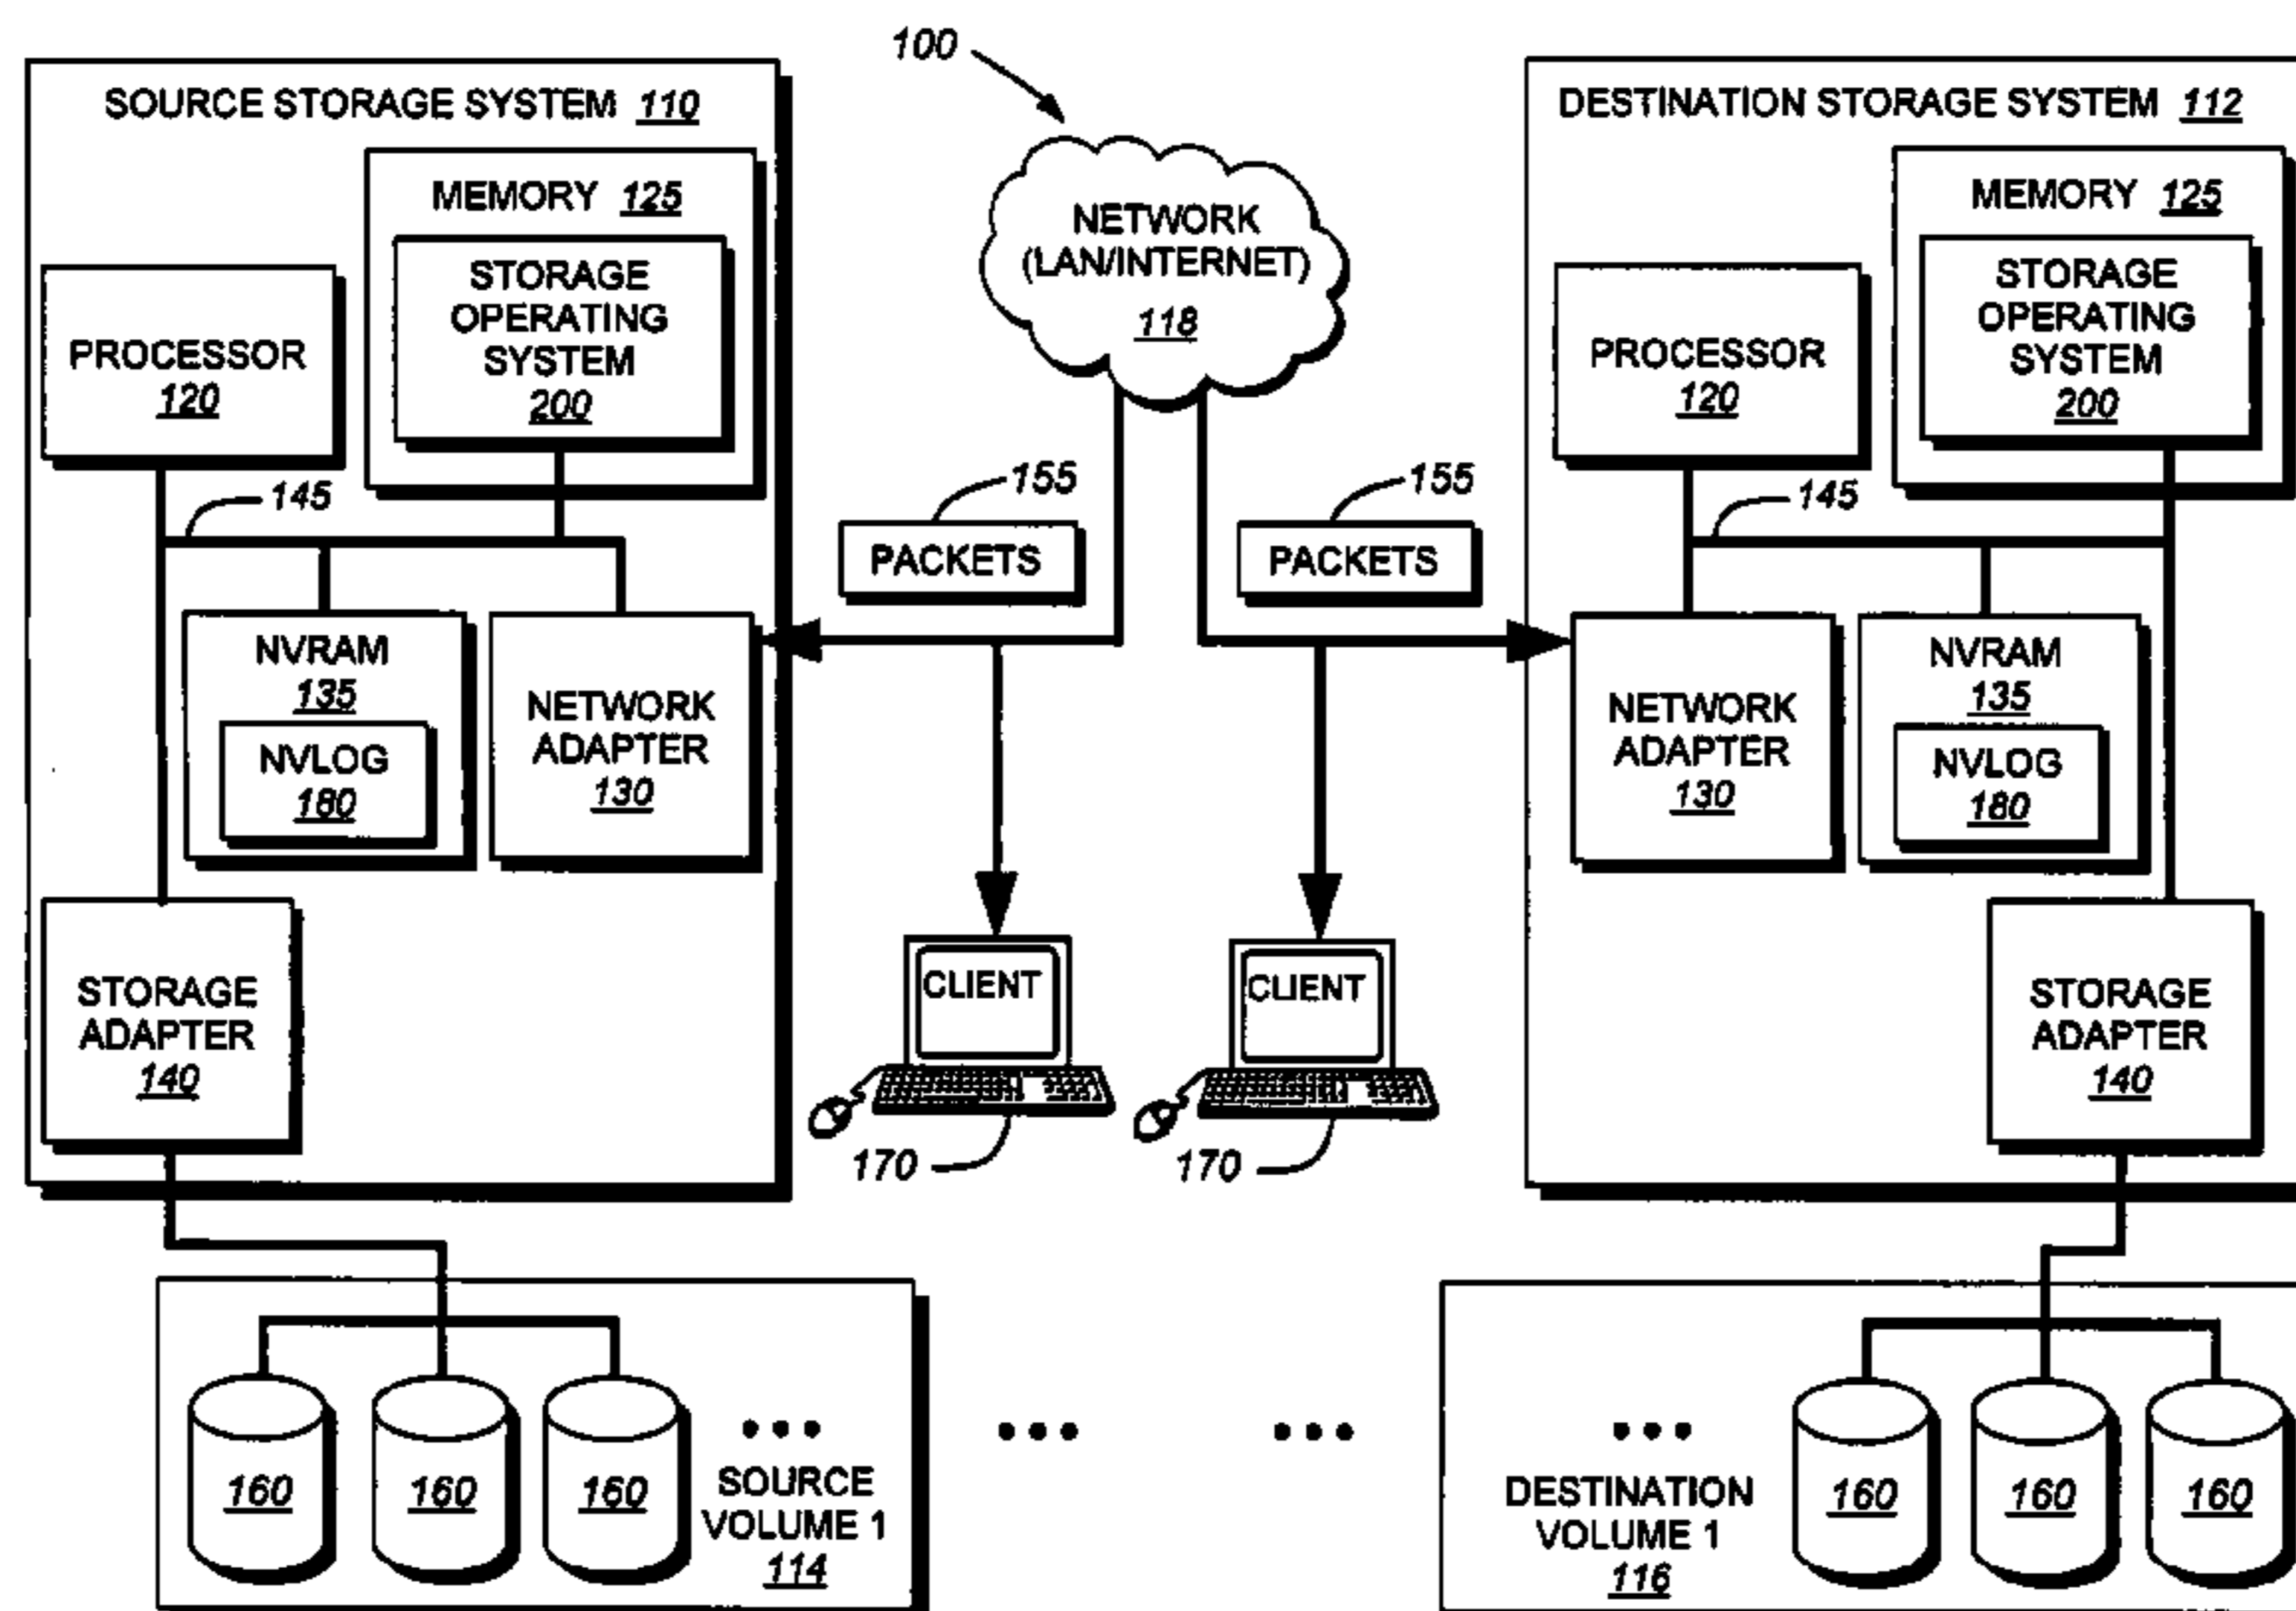 100
SOURCE STORAGE SYSTEM 110
MEMORY 125
STORAGE
OPERATING
SYSTEM
200
PROCESSOR
120
145
NVRAM
135
NVLOG
180
NETWORK
ADAPTER
130
STORAGE
ADAPTER
140
NETWORK
(LAN/INTERNET)
118
155
PACKETS
155
PACKETS
CLIENT
170
CLIENT
170
DESTINATION STORAGE SYSTEM 112
MEMORY 125
STORAGE
OPERATING
SYSTEM
200
PROCESSOR
120
145
NETWORK
ADAPTER
130
NVRAM
135
NVLOG
180
STORAGE
ADAPTER
140
160 160 160
•••
SOURCE
VOLUME 1
114
•••
•••
•••
DESTINATION
VOLUME 1
116
160 160 160